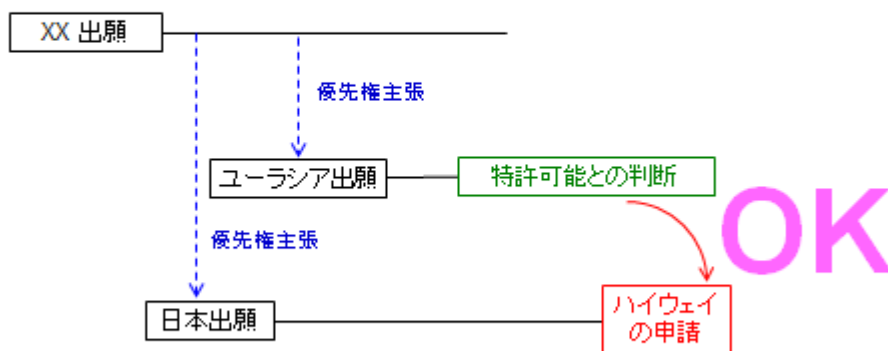 XX 出願
優先権主張
ユーラシア出願
特許可能との判断
OK
優先権主張
日本出願
ハイウェイ
の申請